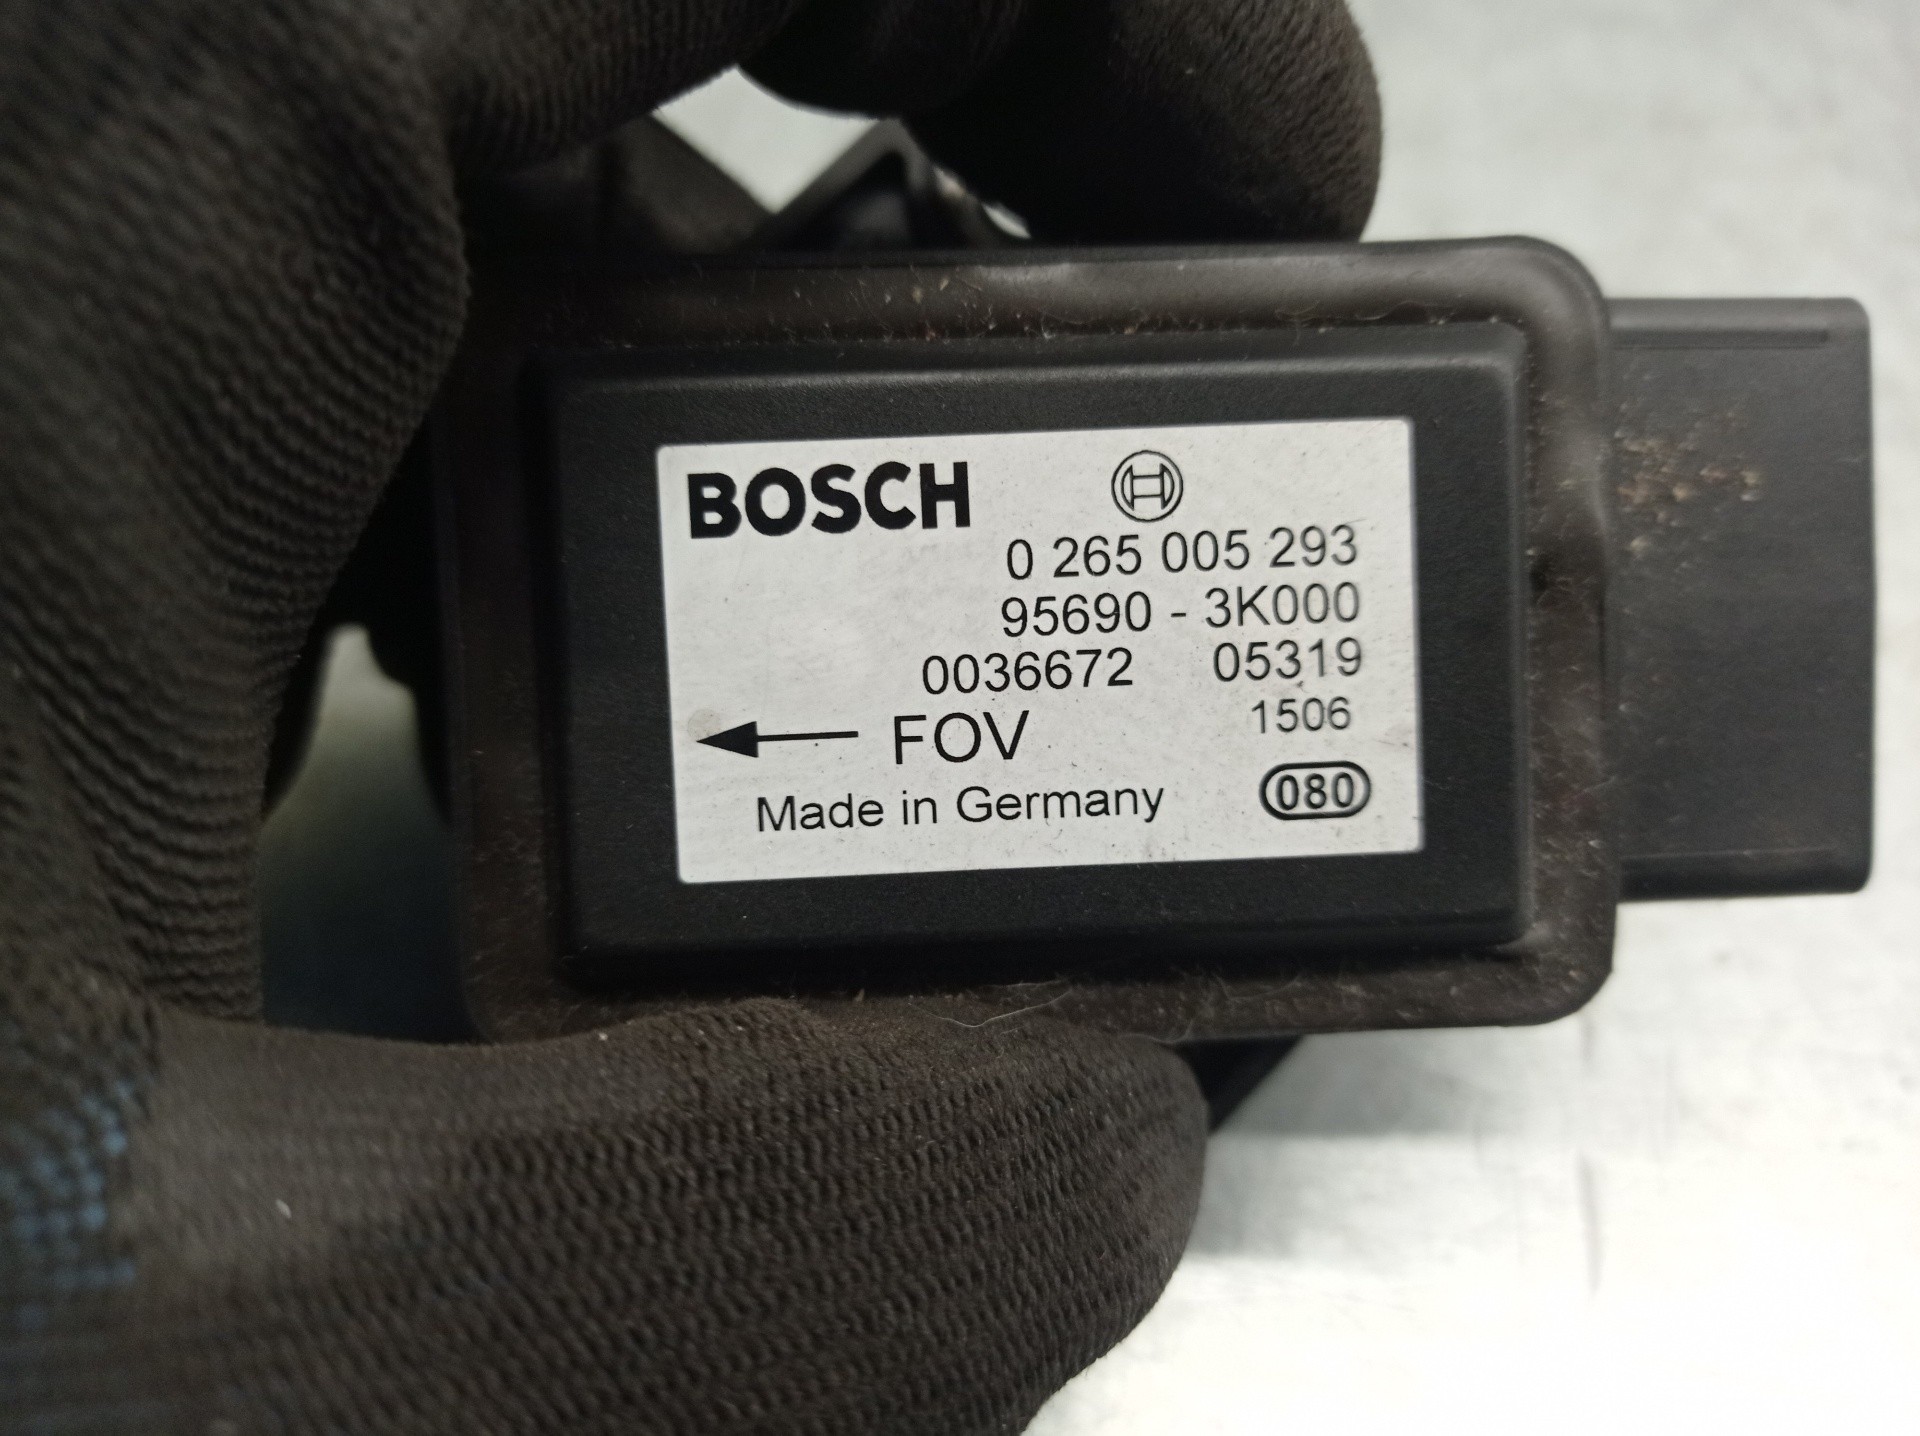 BOSCH
0 265 005 293
95690 - 3K000
0036672 05319
FOV 1506
Made in Germany 080